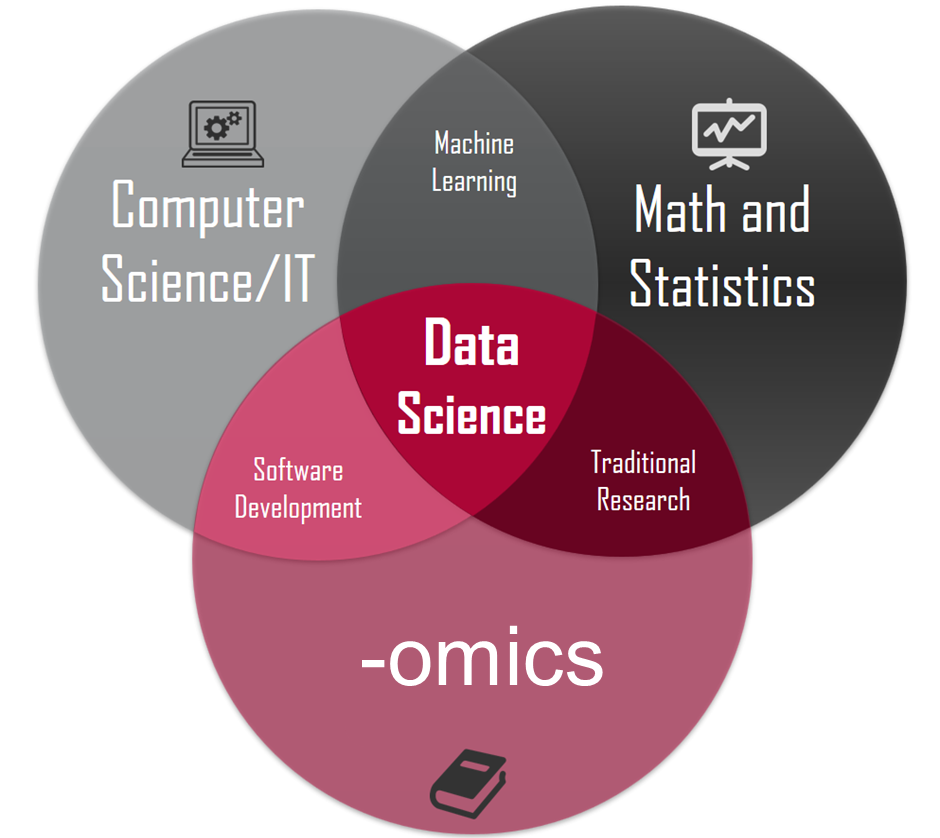 Machine
Learning
Computer
Science/IT
Math and
Statistics
Data
Science
Software
Development
Traditional
Research
-omics